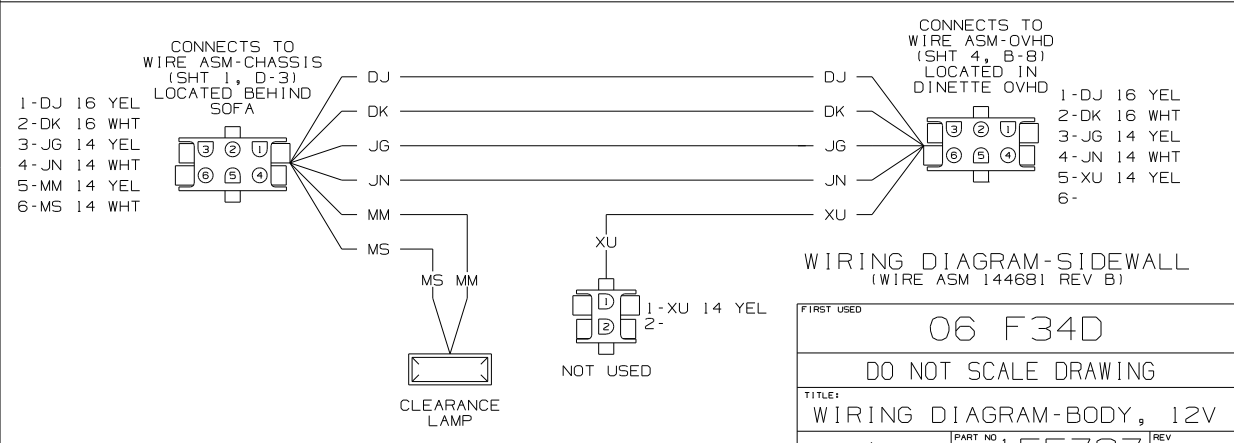 CONNECTS TO
WIRE ASM-CHASSIS
(SHT 1, D-3)
LOCATED BEHIND
SOFA
1-DJ 16 YEL
2-DK 16 WHT
3-JG 14 YEL
4-JN 14 WHT
5-MM 14 YEL
6-MS 14 WHT
3 2 1
6 5 4
DJ
DK
JG
JN
MM
MS
MS MM
CLEARANCE
LAMP
DJ
DK
JG
JN
XU
XU
1
2
1-XU 14 YEL
2-
NOT USED
CONNECTS TO
WIRE ASM-OVHD
(SHT 4, B-8)
LOCATED IN
DINETTE OVHD
3 2 1
6 5 4
1-DJ 16 YEL
2-DK 16 WHT
3-JG 14 YEL
4-JN 14 WHT
5-XU 14 YEL
6-
WIRING DIAGRAM-SIDEWALL
(WIRE ASM 144681 REV B)
FIRST USED
06 F34D
DO NOT SCALE DRAWING
TITLE:
WIRING DIAGRAM-BODY, 12V
PART NO
REV